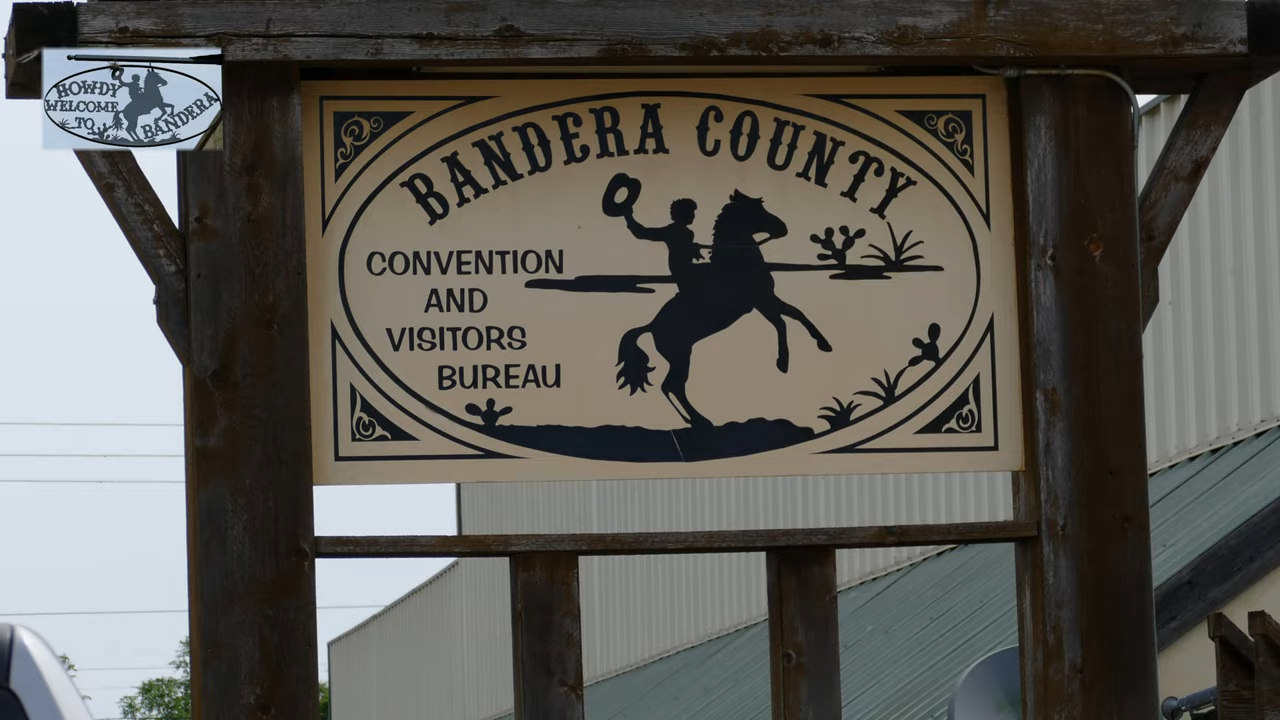 HOWDY
WELCOME
TO
BANDERA
BANDERA COUNTY
CONVENTION
AND
VISITORS
BUREAU